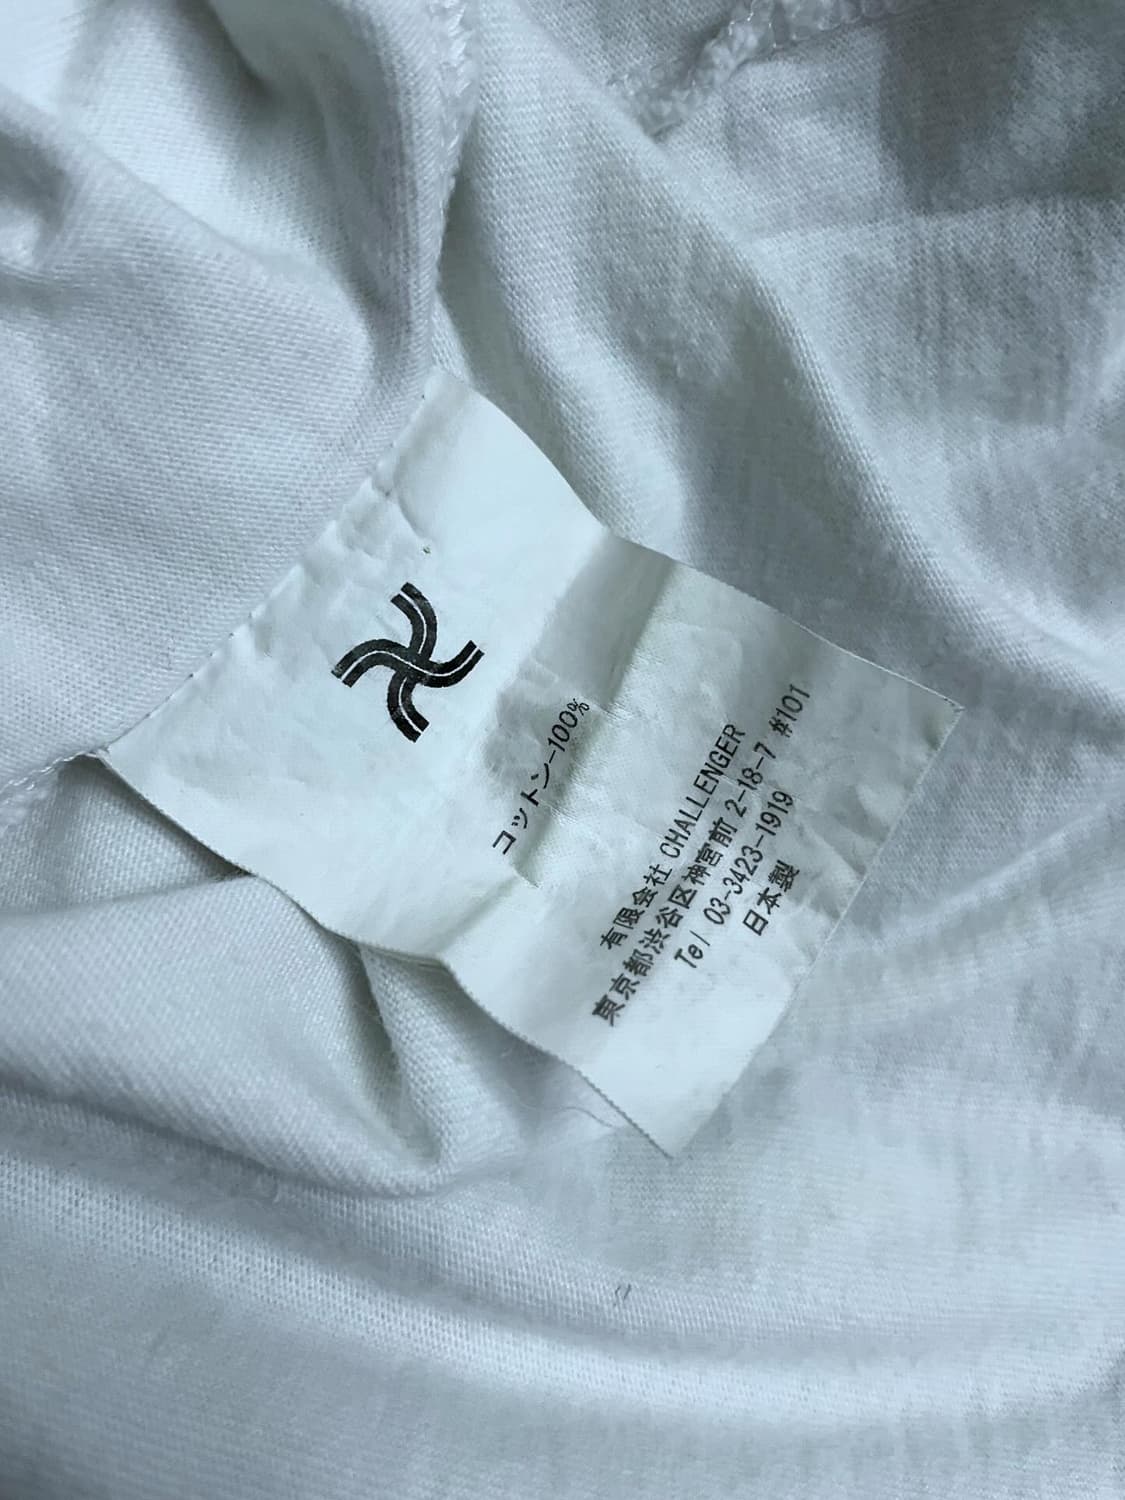 コットン-100%
有限会社 CHALLENGER
東京都渋谷区神宮前 2-18-7 #101
Tel 03-3423-1919
日本製